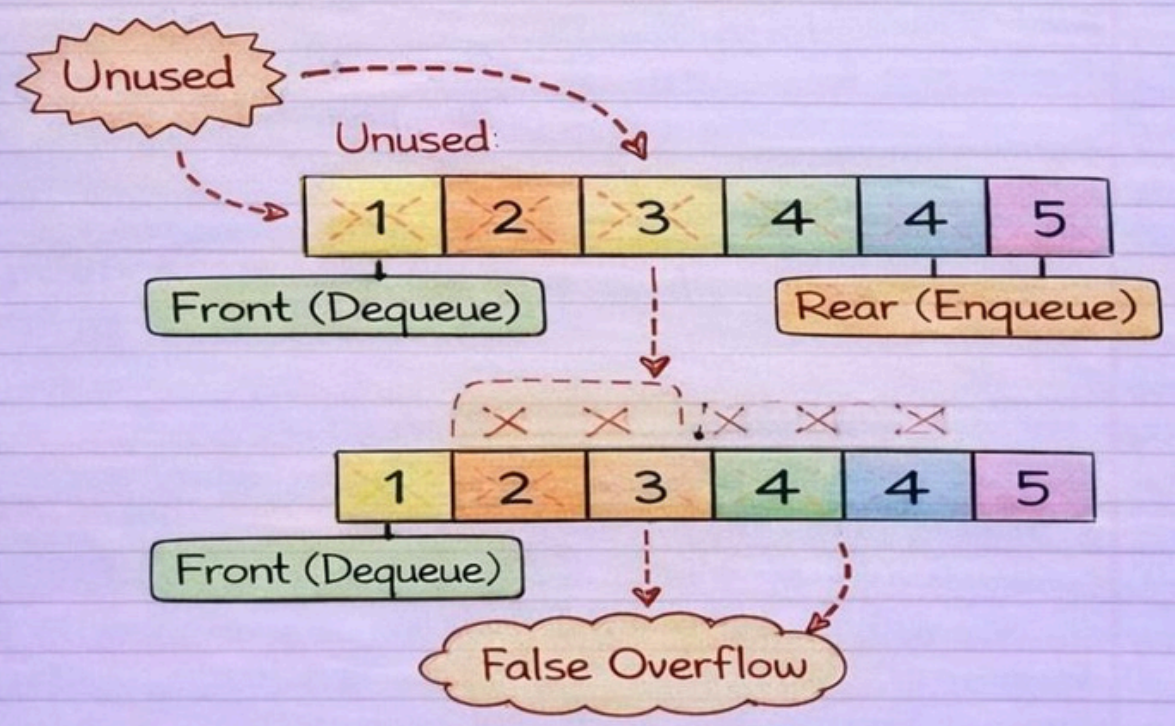 Unused
Unused:
1 2 3 4 4 5
Front (Dequeue)
Rear (Enqueue)
1 2 3 4 4 5
Front (Dequeue)
False Overflow